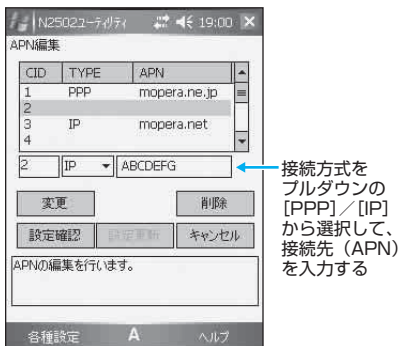 N2502ユーティリティ 19:00
APN編集
CID TYPE APN
1 PPP mopera.ne.jp
2
3 IP mopera.net
4
2 IP ABCDEFG
変更 削除
設定確認 設定更新 キャンセル
APNの編集を行います。
各種設定 A ヘルプ
接続方式を
プルダウンの
[PPP]／[IP]
から選択して、
接続先（APN）
を入力する